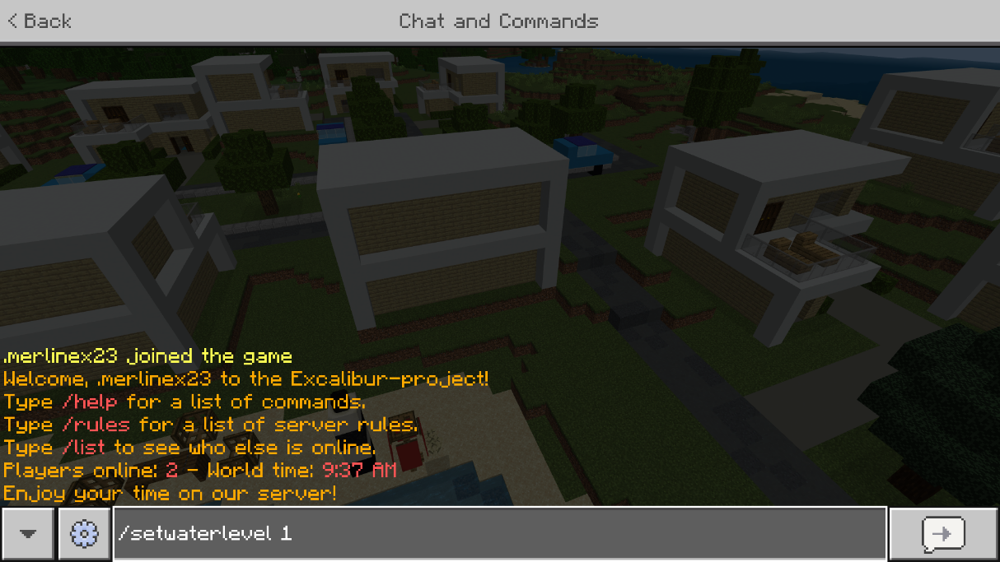 < Back
Chat and Commands
.merlinex23 joined the game
Welcome, .merlinex23 to the Excalibur-project!
Type /help for a list of commands.
Type /rules for a list of server rules.
Type /list to see who else is online.
Players online: 2 - World time: 9:37 AM
Enjoy your time on our server!
/setwaterlevel 1